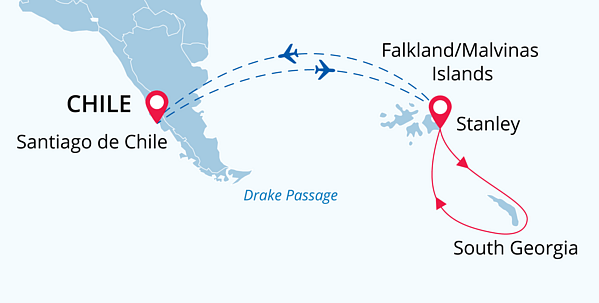 Falkland/Malvinas
Islands
CHILE
Stanley
Santiago de Chile
Drake Passage
South Georgia